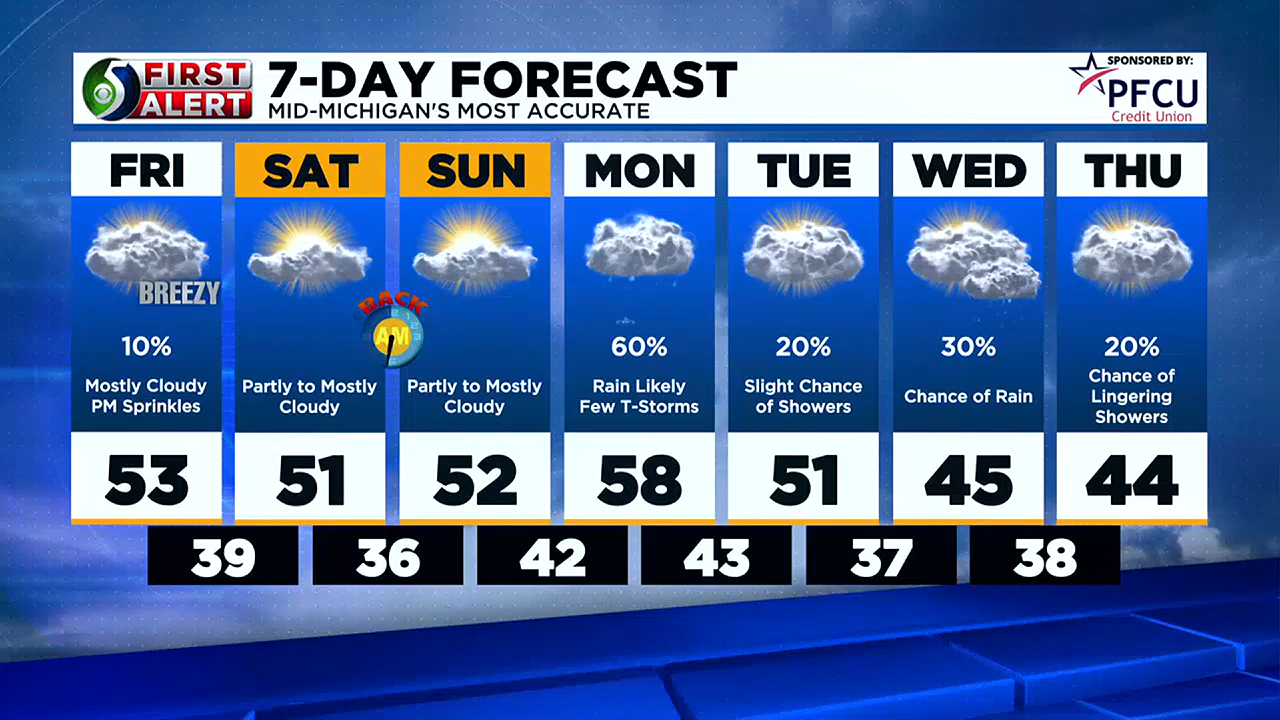 5 FIRST ALERT
7-DAY FORECAST
MID-MICHIGAN'S MOST ACCURATE
SPONSORED BY:
PFCU
Credit Union
FRI SAT SUN MON TUE WED THU
BREEZY
BACK
AM
10% 60% 20% 30% 20%
Mostly Cloudy
PM Sprinkles
Partly to Mostly
Cloudy
Partly to Mostly
Cloudy
Rain Likely
Few T-Storms
Slight Chance
of Showers
Chance of Rain
Chance of
Lingering
Showers
53 51 52 58 51 45 44
39 36 42 43 37 38